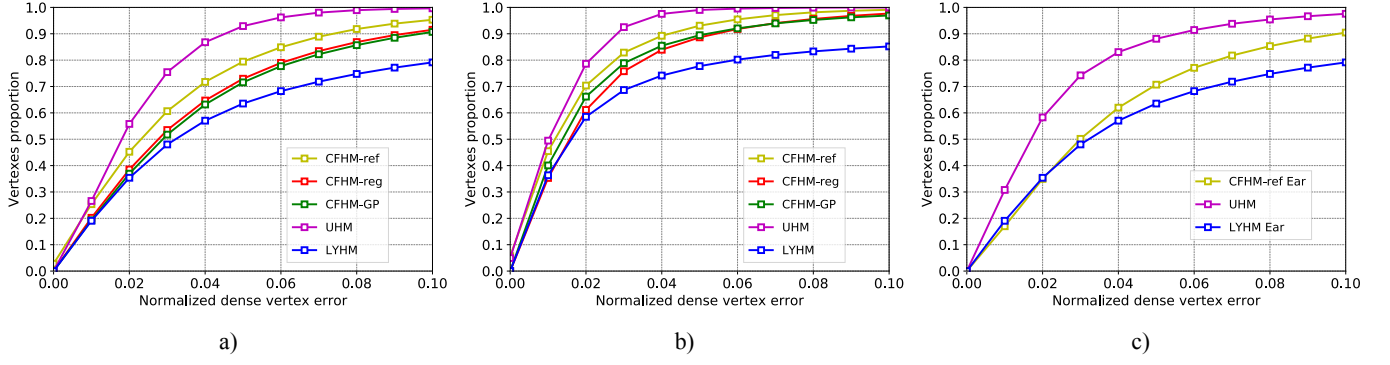 Vertexes proportion
1.0
0.9
0.8
0.7
0.6
0.5
0.4
0.3
0.2
0.1
0.0
CFHM-ref
CFHM-reg
CFHM-GP
UHM
LYHM
0.00 0.02 0.04 0.06 0.08 0.10
Normalized dense vertex error
a)
Vertexes proportion
1.0
0.9
0.8
0.7
0.6
0.5
0.4
0.3
0.2
0.1
0.0
CFHM-ref
CFHM-reg
CFHM-GP
UHM
LYHM
0.00 0.02 0.04 0.06 0.08 0.10
Normalized dense vertex error
b)
Vertexes proportion
1.0
0.9
0.8
0.7
0.6
0.5
0.4
0.3
0.2
0.1
0.0
CFHM-ref Ear
UHM
LYHM Ear
0.00 0.02 0.04 0.06 0.08 0.10
Normalized dense vertex error
c)